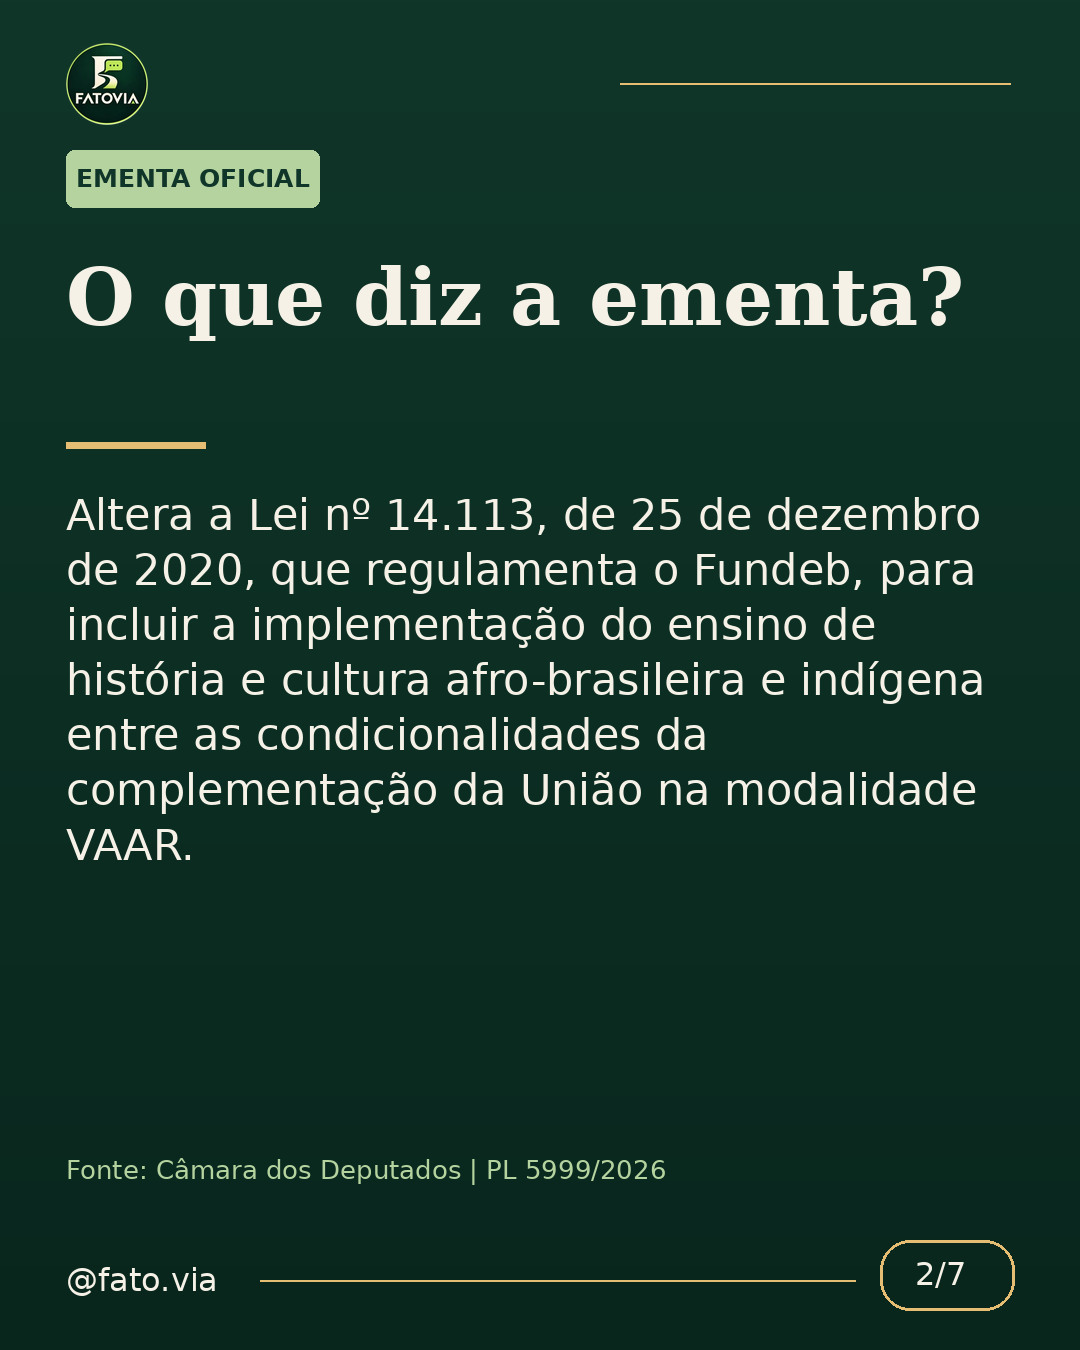 FATOVIA
EMENTA OFICIAL
O que diz a ementa?
Altera a Lei nº 14.113, de 25 de dezembro
de 2020, que regulamenta o Fundeb, para
incluir a implementação do ensino de
história e cultura afro-brasileira e indígena
entre as condicionalidades da
complementação da União na modalidade
VAAR.
Fonte: Câmara dos Deputados | PL 5999/2026
@fato.via
2/7